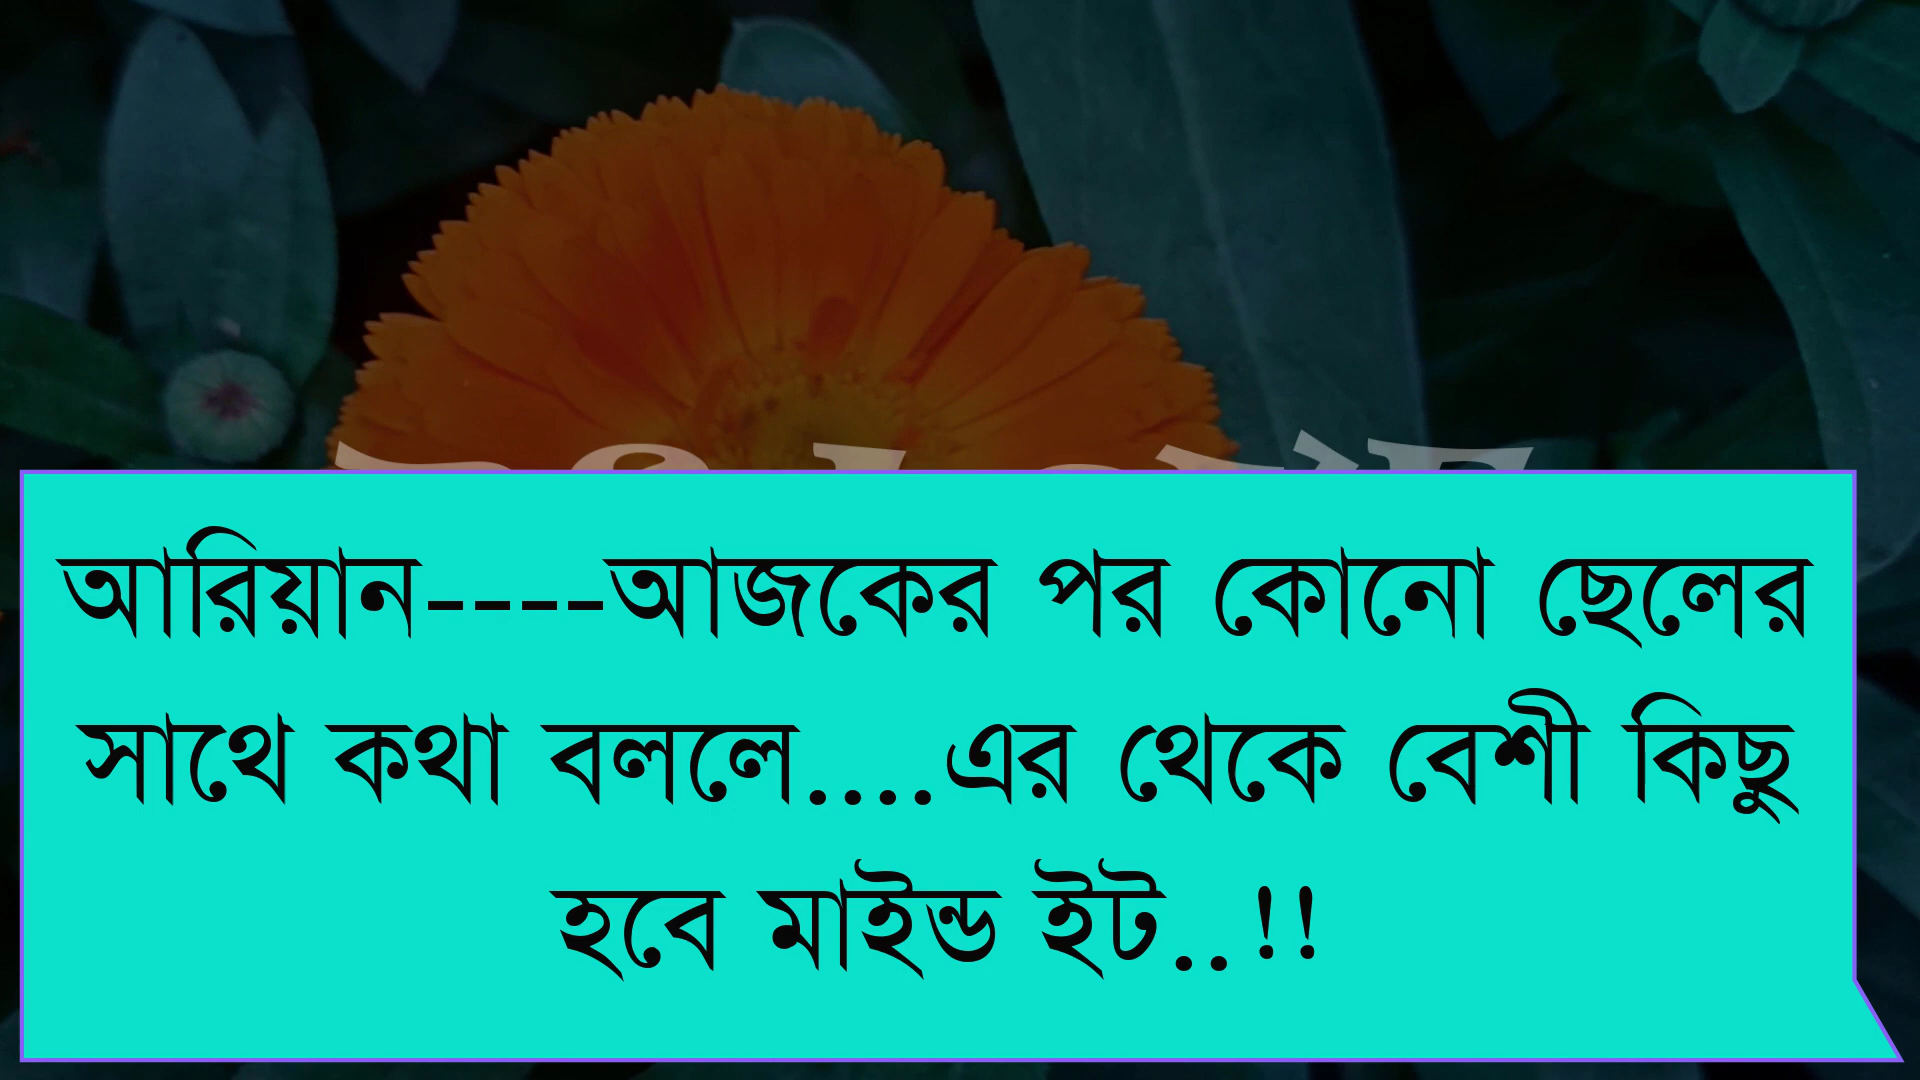 আরিয়ান----আজকের পর কোনো ছেলের
সাথে কথা বললে....এর থেকে বেশী কিছু
হবে মাইন্ড ইট..!!